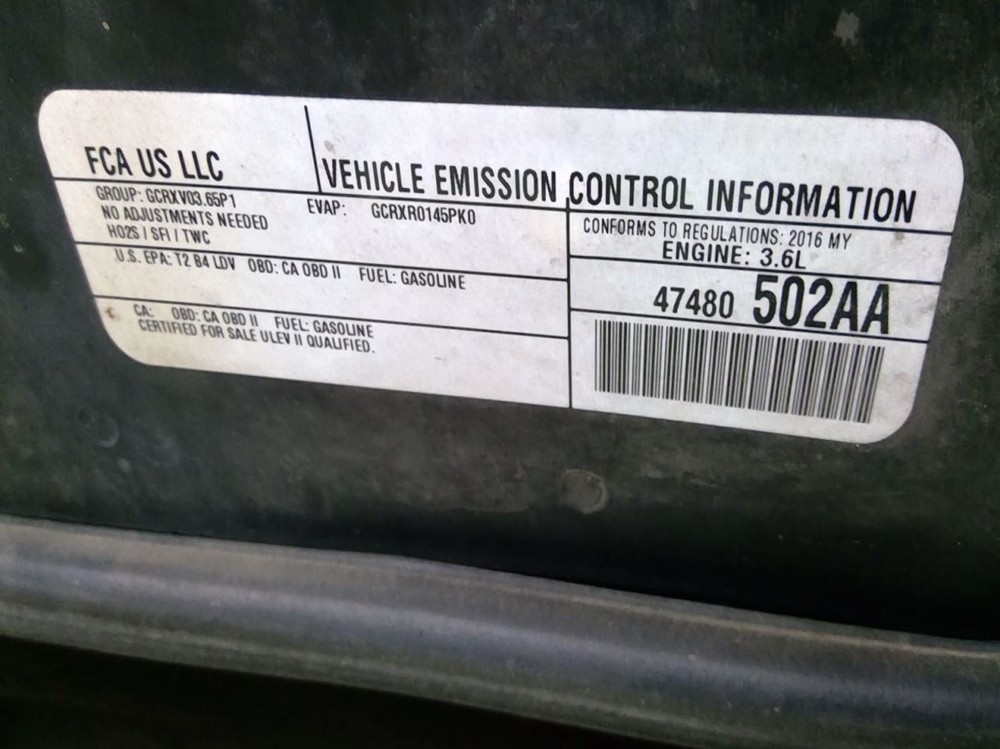 FCA US LLC
VEHICLE EMISSION CONTROL INFORMATION
GROUP: GCRXV03.65P1
EVAP: GCRXR0145PK0
NO ADJUSTMENTS NEEDED
HO2S / SFI / TWC
CONFORMS TO REGULATIONS: 2016 MY
ENGINE: 3.6L
U.S. EPA: T2 B4 LDV OBD: CA OBD II FUEL: GASOLINE
47480 502AA
CA: OBD: CA OBD II FUEL: GASOLINE
CERTIFIED FOR SALE ULEV II QUALIFIED.